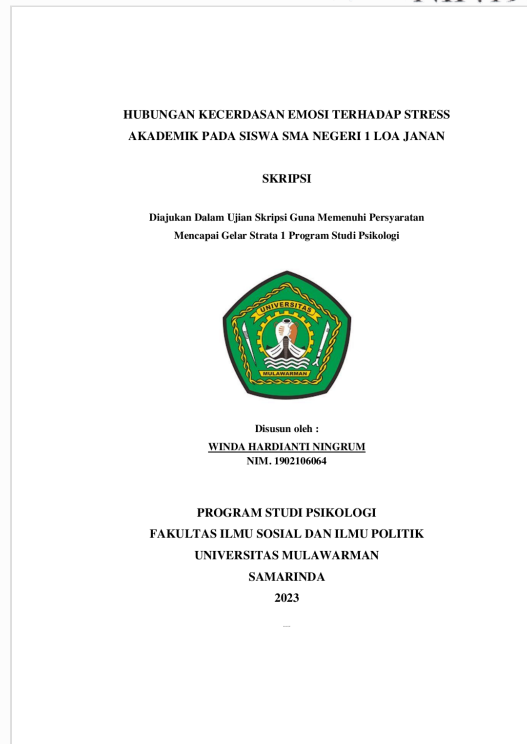 HUBUNGAN KECERDASAN EMOSI TERHADAP STRESS
AKADEMIK PADA SISWA SMA NEGERI 1 LOA JANAN
SKRIPSI
Diajukan Dalam Ujian Skripsi Guna Memenuhi Persyaratan
Mencapai Gelar Strata 1 Program Studi Psikologi
UNIVERSITAS
MULAWARMAN
Disusun oleh :
WINDA HARDIANTI NINGRUM
NIM. 1902106064
PROGRAM STUDI PSIKOLOGI
FAKULTAS ILMU SOSIAL DAN ILMU POLITIK
UNIVERSITAS MULAWARMAN
SAMARINDA
2023